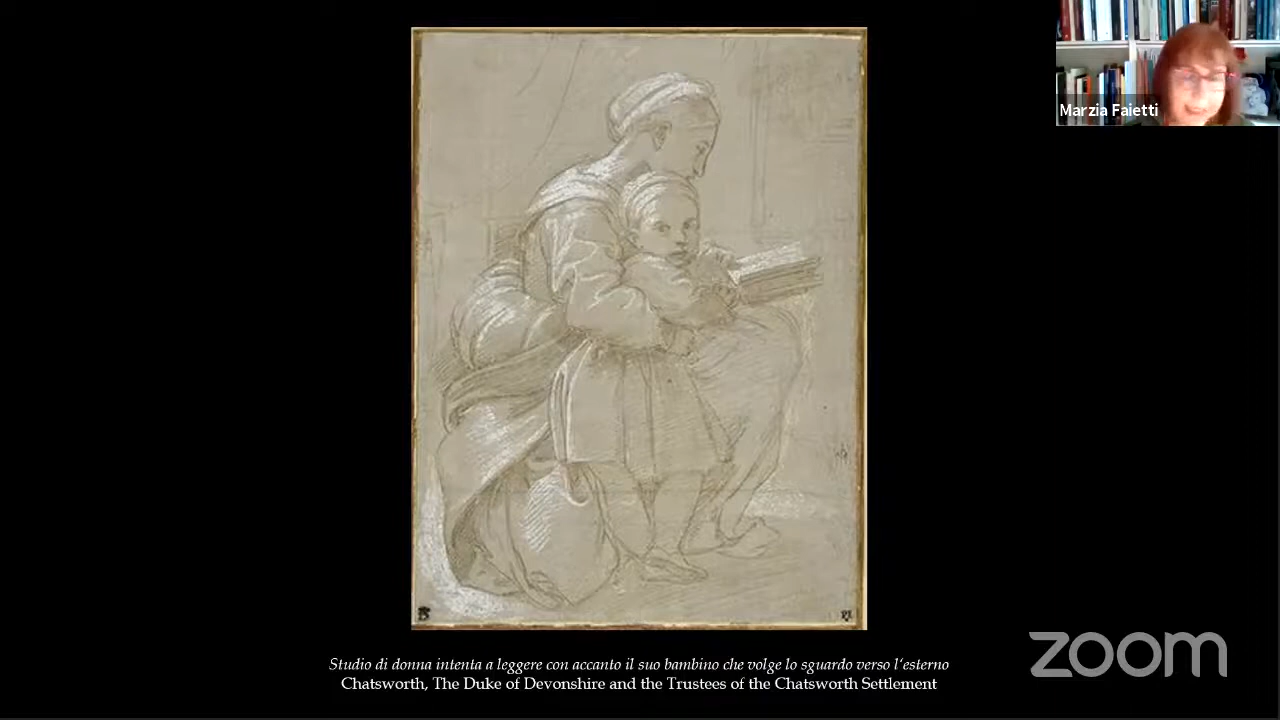 Marzia Faietti
zoom
Studio di donna intenta a leggere con accanto il suo bambino che volge lo sguardo verso l'esterno
Chatsworth, The Duke of Devonshire and the Trustees of the Chatsworth Settlement